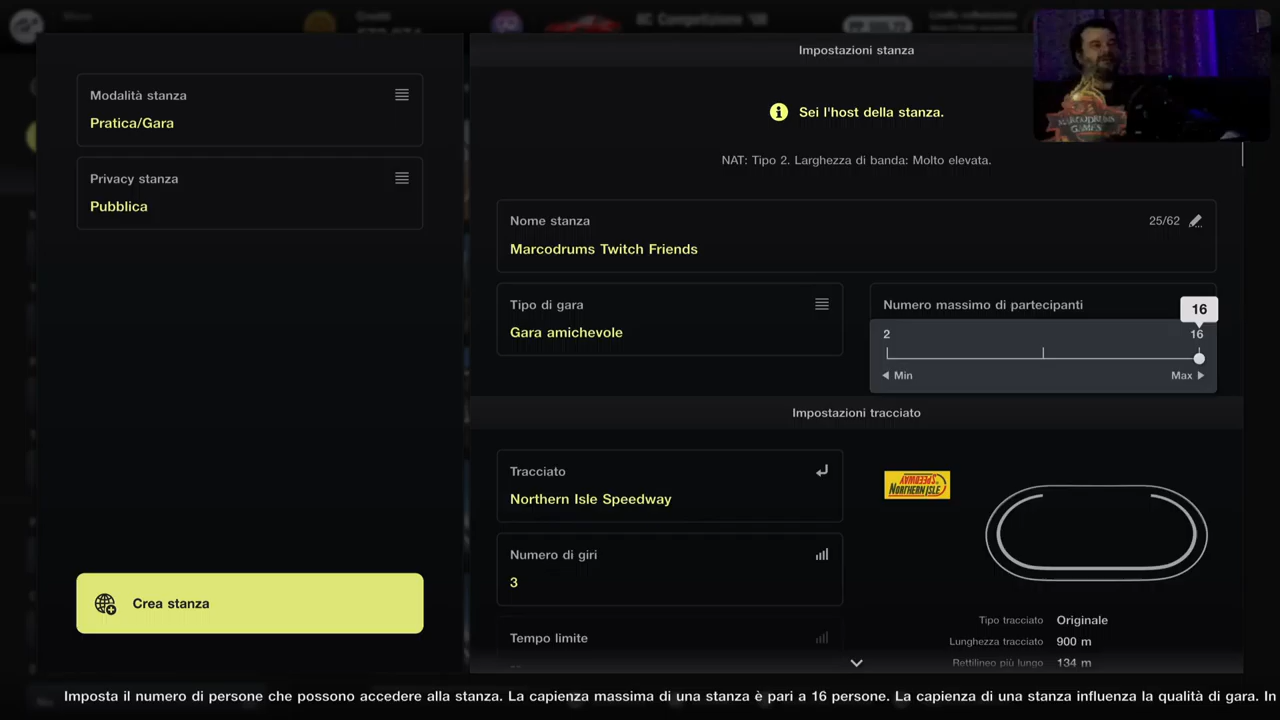 Impostazioni stanza
Modalità stanza
Pratica/Gara
Privacy stanza
Pubblica
Sei l'host della stanza.
NAT: Tipo 2. Larghezza di banda: Molto elevata.
Nome stanza
25/62
Marcodrums Twitch Friends
Tipo di gara
Gara amichevole
Numero massimo di partecipanti
16
2
16
Min
Max
Impostazioni tracciato
Tracciato
Northern Isle Speedway
NORTHERN ISLE
SPEEDWAY
Numero di giri
3
Tempo limite
Tipo tracciato Originale
Lunghezza tracciato 900 m
Rettilineo più lungo 134 m
Crea stanza
MARCODRUMS
GAMES
Imposta il numero di persone che possono accedere alla stanza. La capienza massima di una stanza è pari a 16 persone. La capienza di una stanza influenza la qualità di gara. In